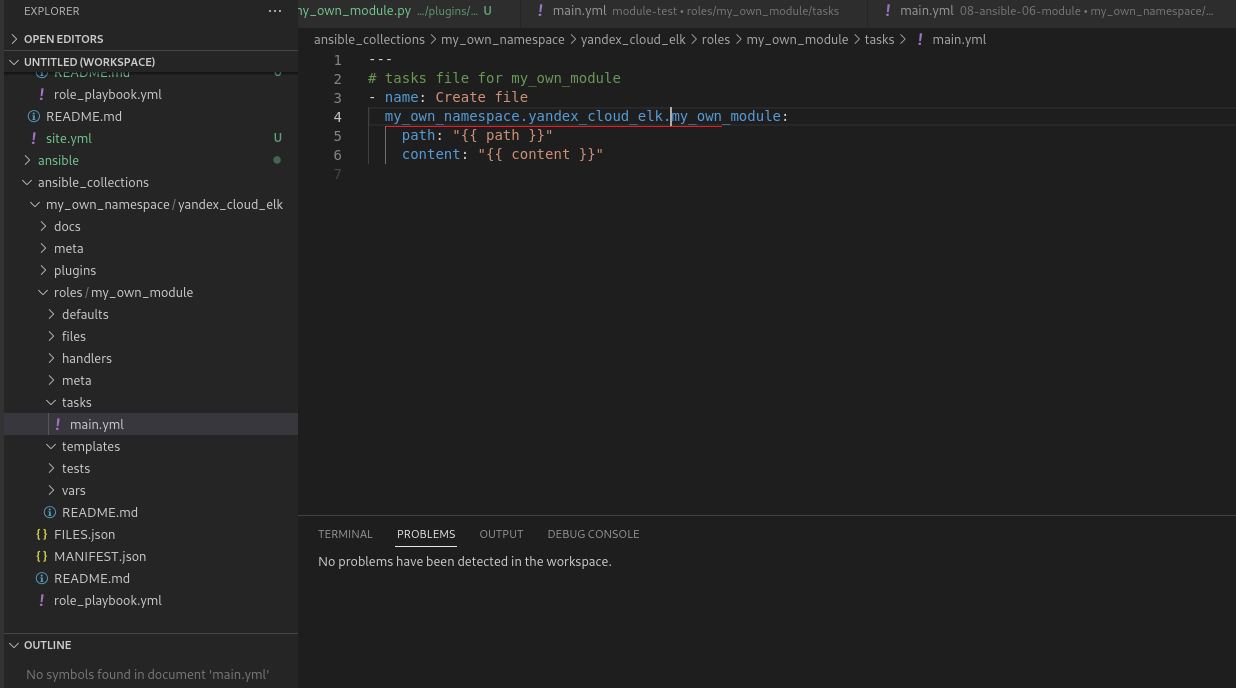 EXPLORER ···
OPEN EDITORS
UNTITLED (WORKSPACE)
README.md U
role_playbook.yml
README.md
site.yml U
ansible
ansible_collections
my_own_namespace / yandex_cloud_elk
docs
meta
plugins
roles / my_own_module
defaults
files
handlers
meta
tasks
main.yml
templates
tests
vars
README.md
FILES.json
MANIFEST.json
README.md
role_playbook.yml
OUTLINE
No symbols found in document 'main.yml'
my_own_module.py .../plugins/... U
main.yml module-test • roles/my_own_module/tasks
main.yml 08-ansible-06-module • my_own_namespace/...
ansible_collections > my_own_namespace > yandex_cloud_elk > roles > my_own_module > tasks > ! main.yml
1 ---
2 # tasks file for my_own_module
3 - name: Create file
4 my_own_namespace.yandex_cloud_elk.my_own_module:
5 path: "{{ path }}"
6 content: "{{ content }}"
7
TERMINAL PROBLEMS OUTPUT DEBUG CONSOLE
No problems have been detected in the workspace.